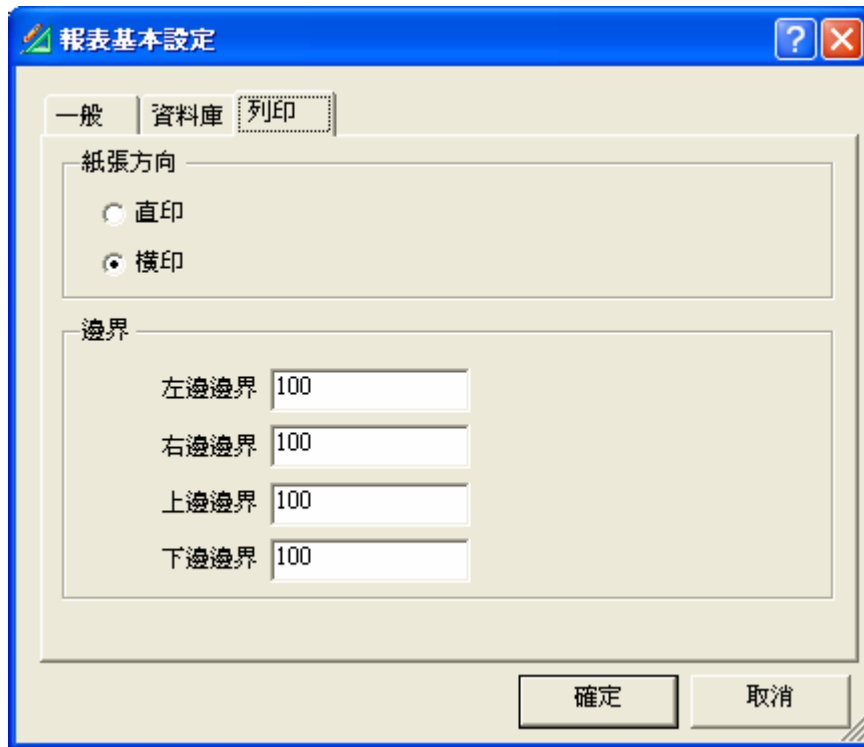 報表基本設定
一般 資料庫 列印
紙張方向
直印
橫印
邊界
左邊邊界 100
右邊邊界 100
上邊邊界 100
下邊邊界 100
確定 取消